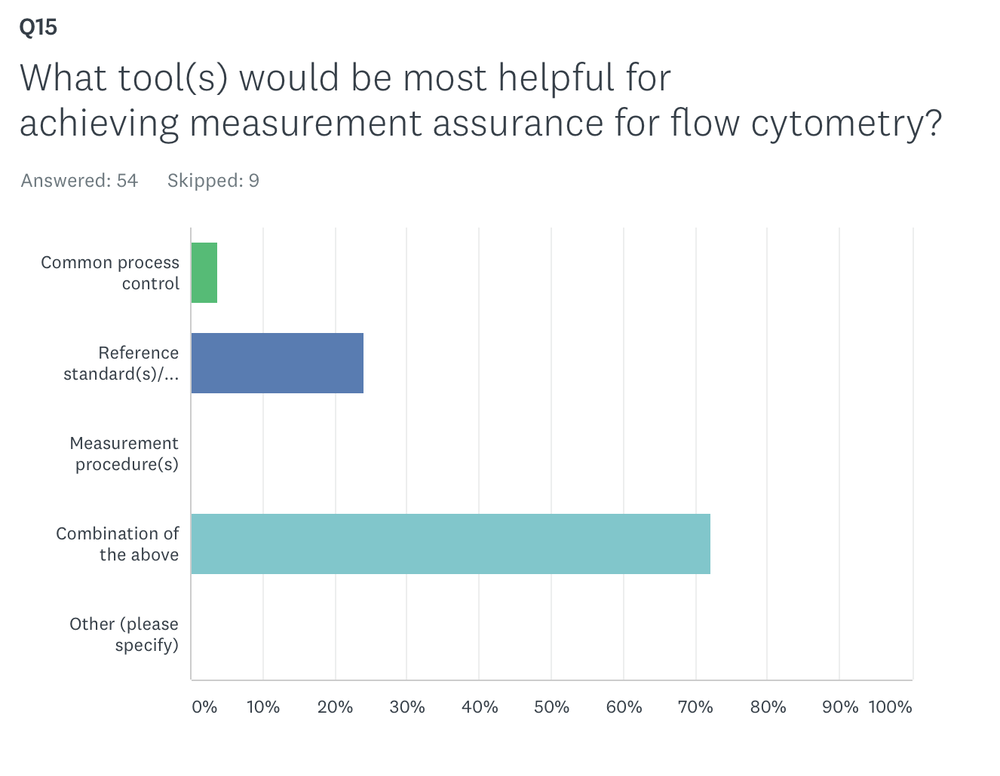 Q15
What tool(s) would be most helpful for
achieving measurement assurance for flow cytometry?
Answered: 54 Skipped: 9
Common process
control
Reference
standard(s)/...
Measurement
procedure(s)
Combination of
the above
Other (please
specify)
0% 10% 20% 30% 40% 50% 60% 70% 80% 90% 100%